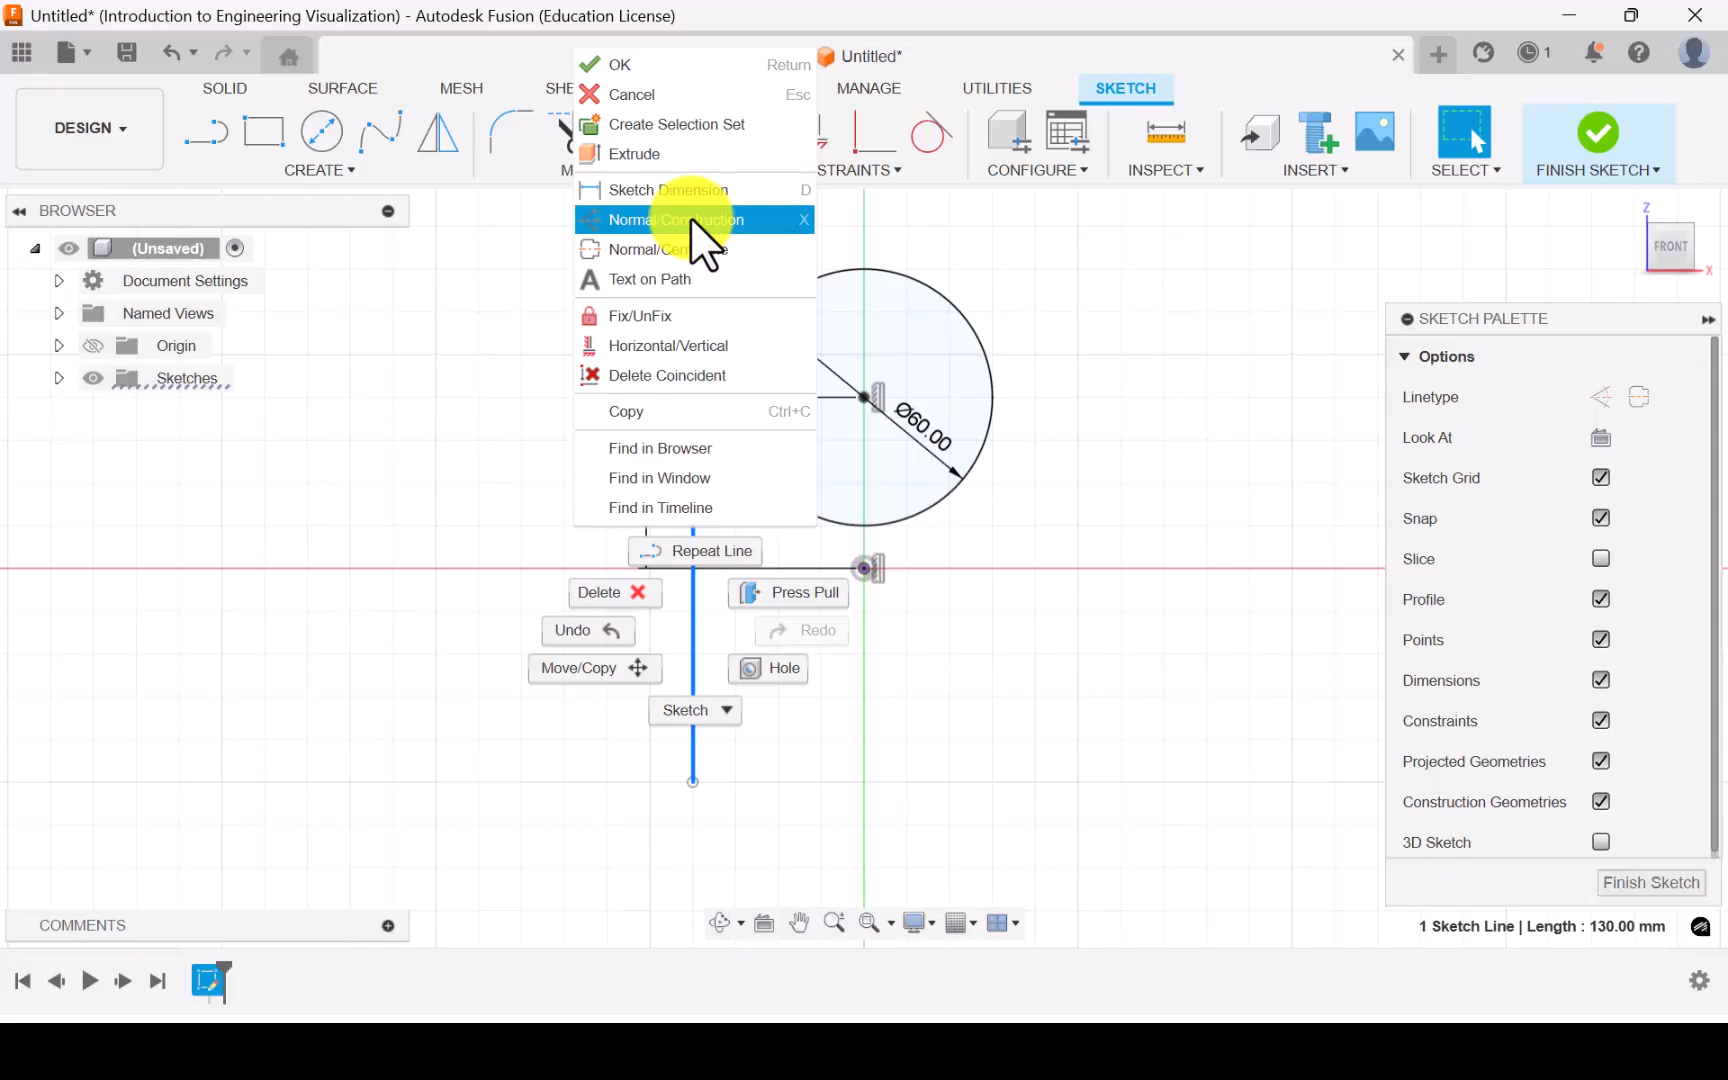 Untitled* (Introduction to Engineering Visualization) - Autodesk Fusion (Education License)
Untitled*
1
SOLID
SURFACE
MESH
SHE
MANAGE
UTILITIES
SKETCH
DESIGN
CREATE
M
STRAINTS
CONFIGURE
INSPECT
INSERT
SELECT
FINISH SKETCH
OK Return
Cancel Esc
Create Selection Set
Extrude
Sketch Dimension D
Normal/Construction X
Normal/Centerline
Text on Path
Fix/UnFix
Horizontal/Vertical
Delete Coincident
Copy Ctrl+C
Find in Browser
Find in Window
Find in Timeline
Repeat Line
Delete
Press Pull
Undo
Redo
Move/Copy
Hole
Sketch
BROWSER
(Unsaved)
Document Settings
Named Views
Origin
Sketches
Ø60.00
Z
FRONT
X
SKETCH PALETTE
Options
Linetype
Look At
Sketch Grid
Snap
Slice
Profile
Points
Dimensions
Constraints
Projected Geometries
Construction Geometries
3D Sketch
Finish Sketch
COMMENTS
1 Sketch Line | Length : 130.00 mm